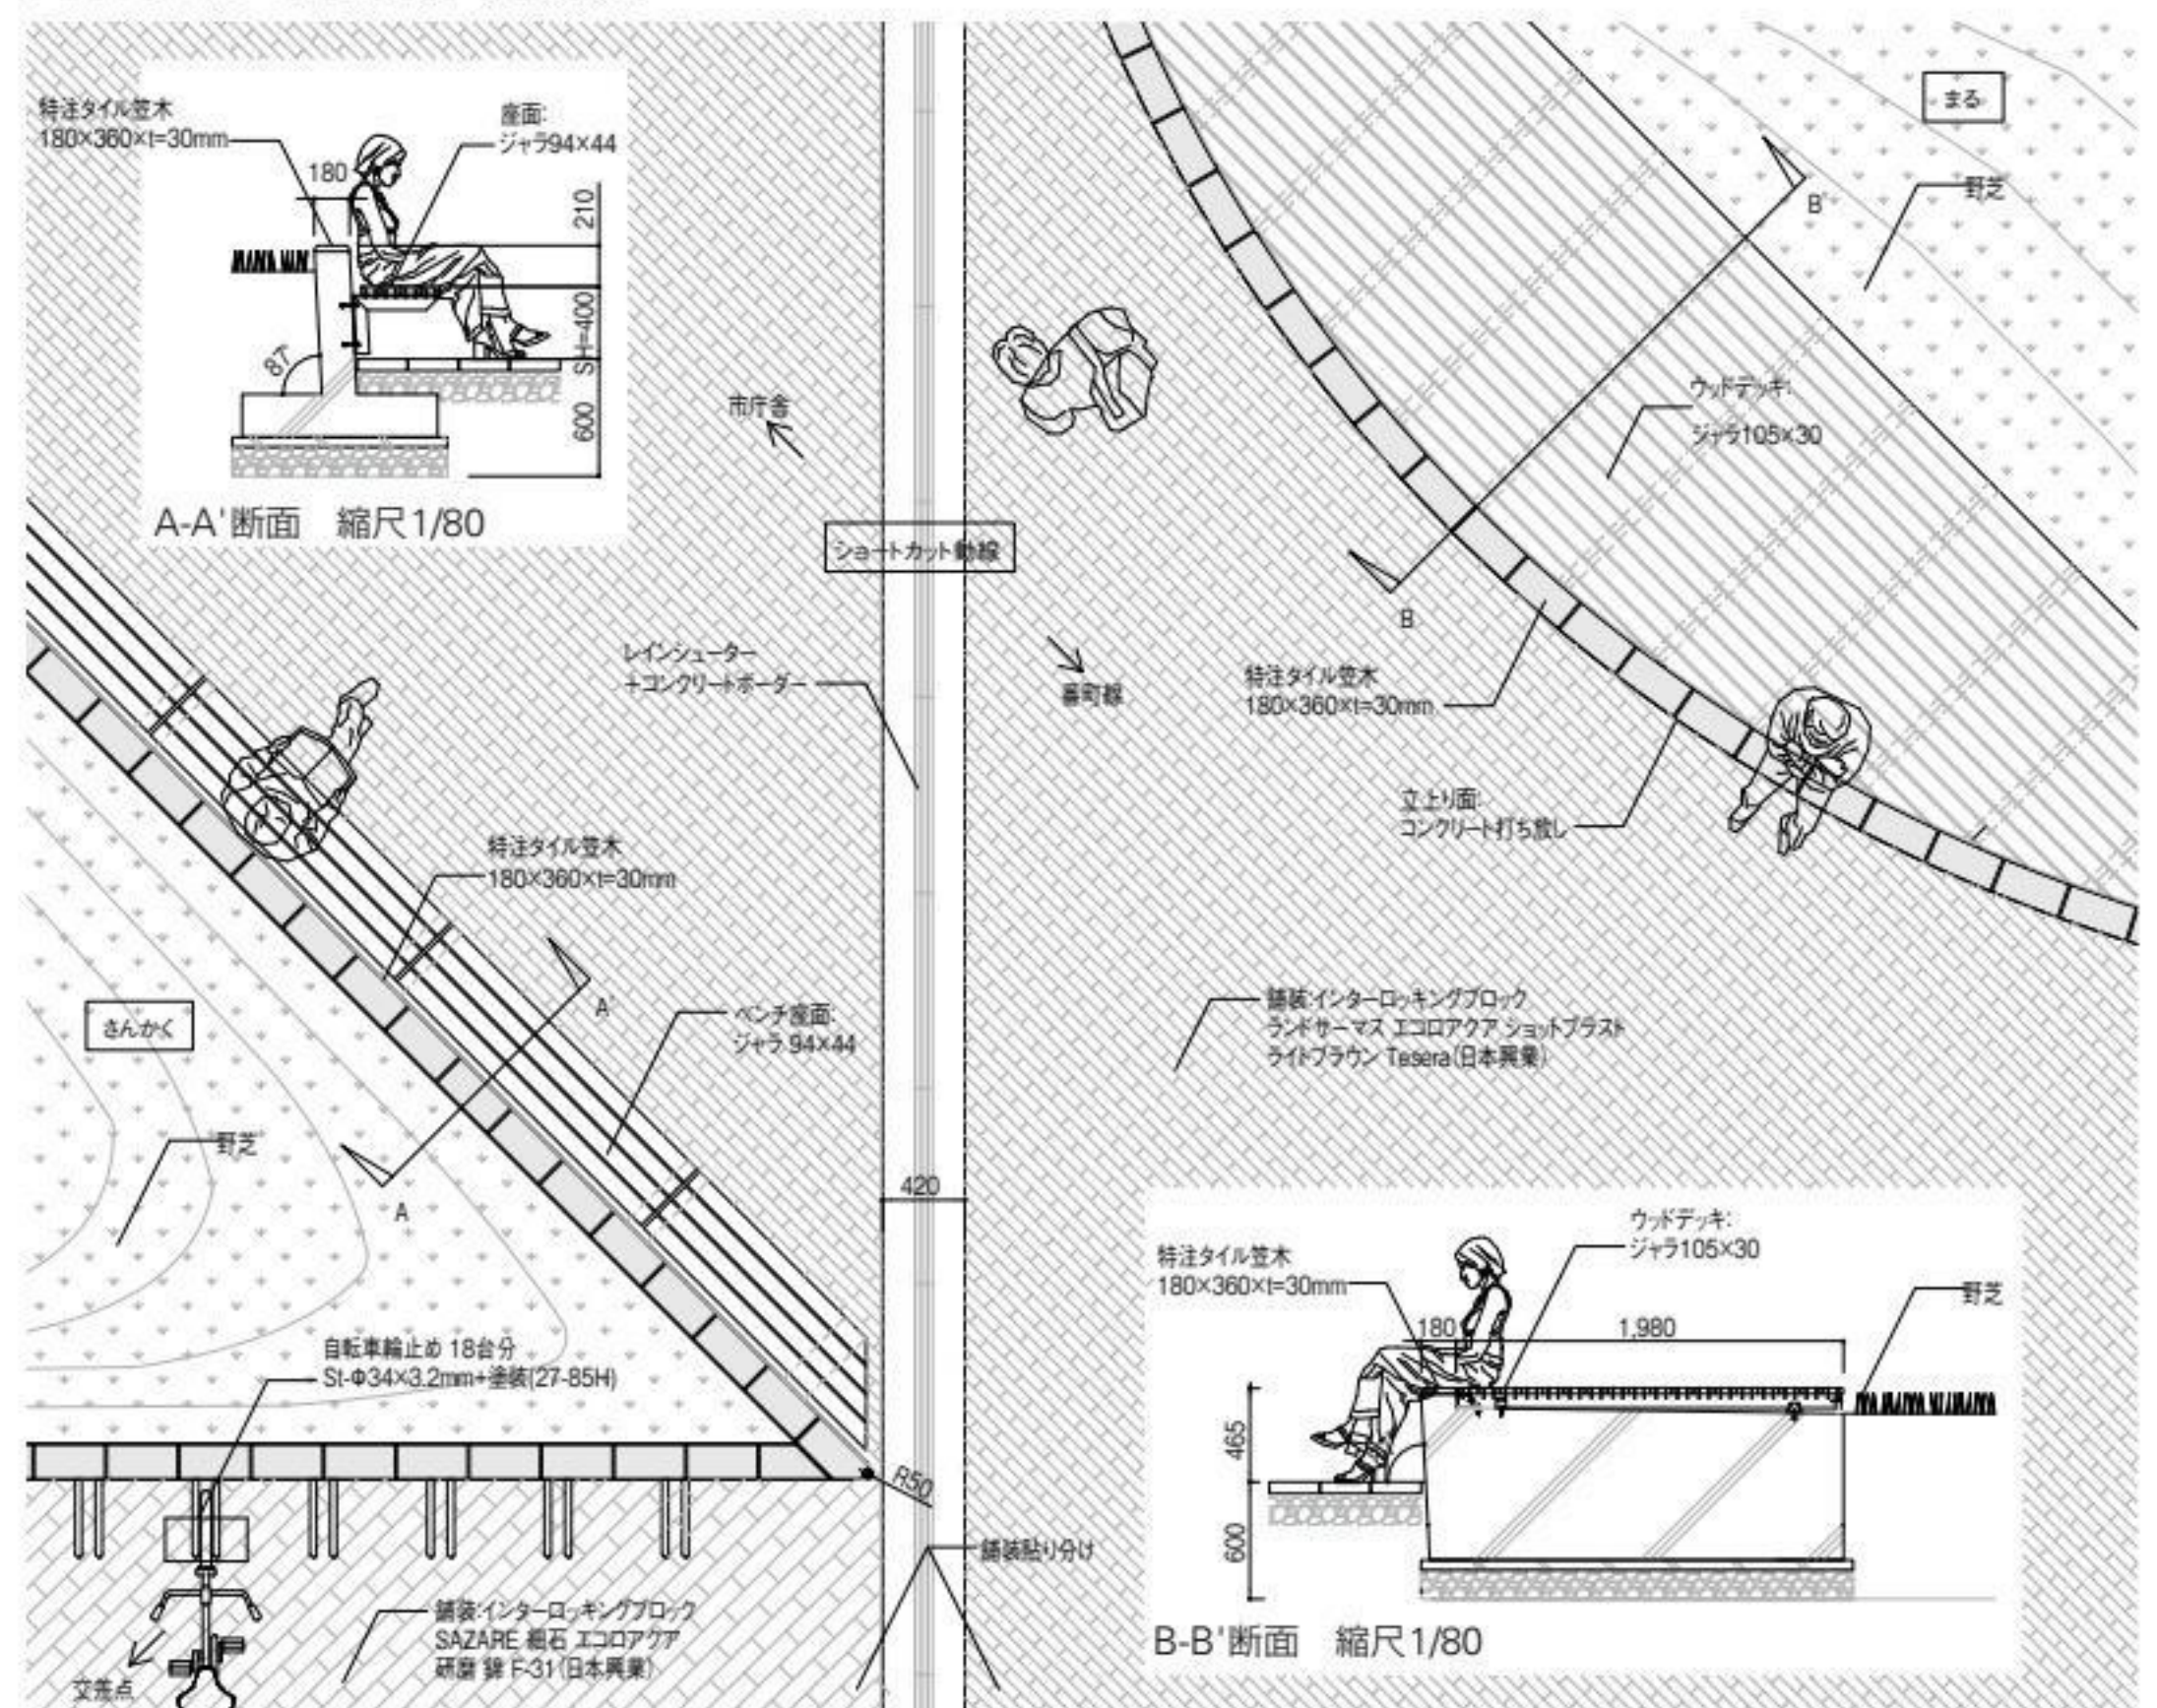 特注タイル笠木
180×360×t=30mm
座面:
ジャラ94×44
180
210
SH=400
600
87°
A-A'断面 縮尺1/80
市庁舎
ショートカット動線
レインシューター
+コンクリートボーダー
番町線
まる
野芝
B'
ウッドデッキ:
ジャラ105×30
B
特注タイル笠木
180×360×t=30mm
立上り面:
コンクリート打ち放し
特注タイル笠木
180×360×t=30mm
A'
さんかく
ベンチ座面:
ジャラ 94×44
舗装:インターロッキングブロック
ランドサーマス エコロアクア ショットブラスト
ライトブラウン Tesera(日本興業)
野芝
A
420
自転車輪止め 18台分
St-Φ34×3.2mm+塗装(27-85H)
R50
舗装貼り分け
舗装:インターロッキングブロック
SAZARE 細石 エコロアクア
研磨 錦 F-31(日本興業)
交差点
特注タイル笠木
180×360×t=30mm
ウッドデッキ:
ジャラ105×30
野芝
180
1,980
465
600
B-B'断面 縮尺1/80